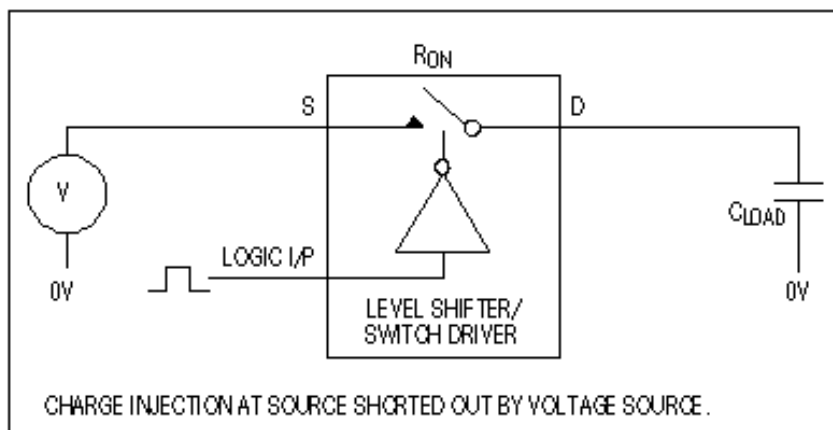 RON
S
D
V
CLOAD
LOGIC I/P
0V
0V
LEVEL SHIFTER/
SWITCH DRIVER
CHARGE INJECTION AT SOURCE SHORTED OUT BY VOLTAGE SOURCE.